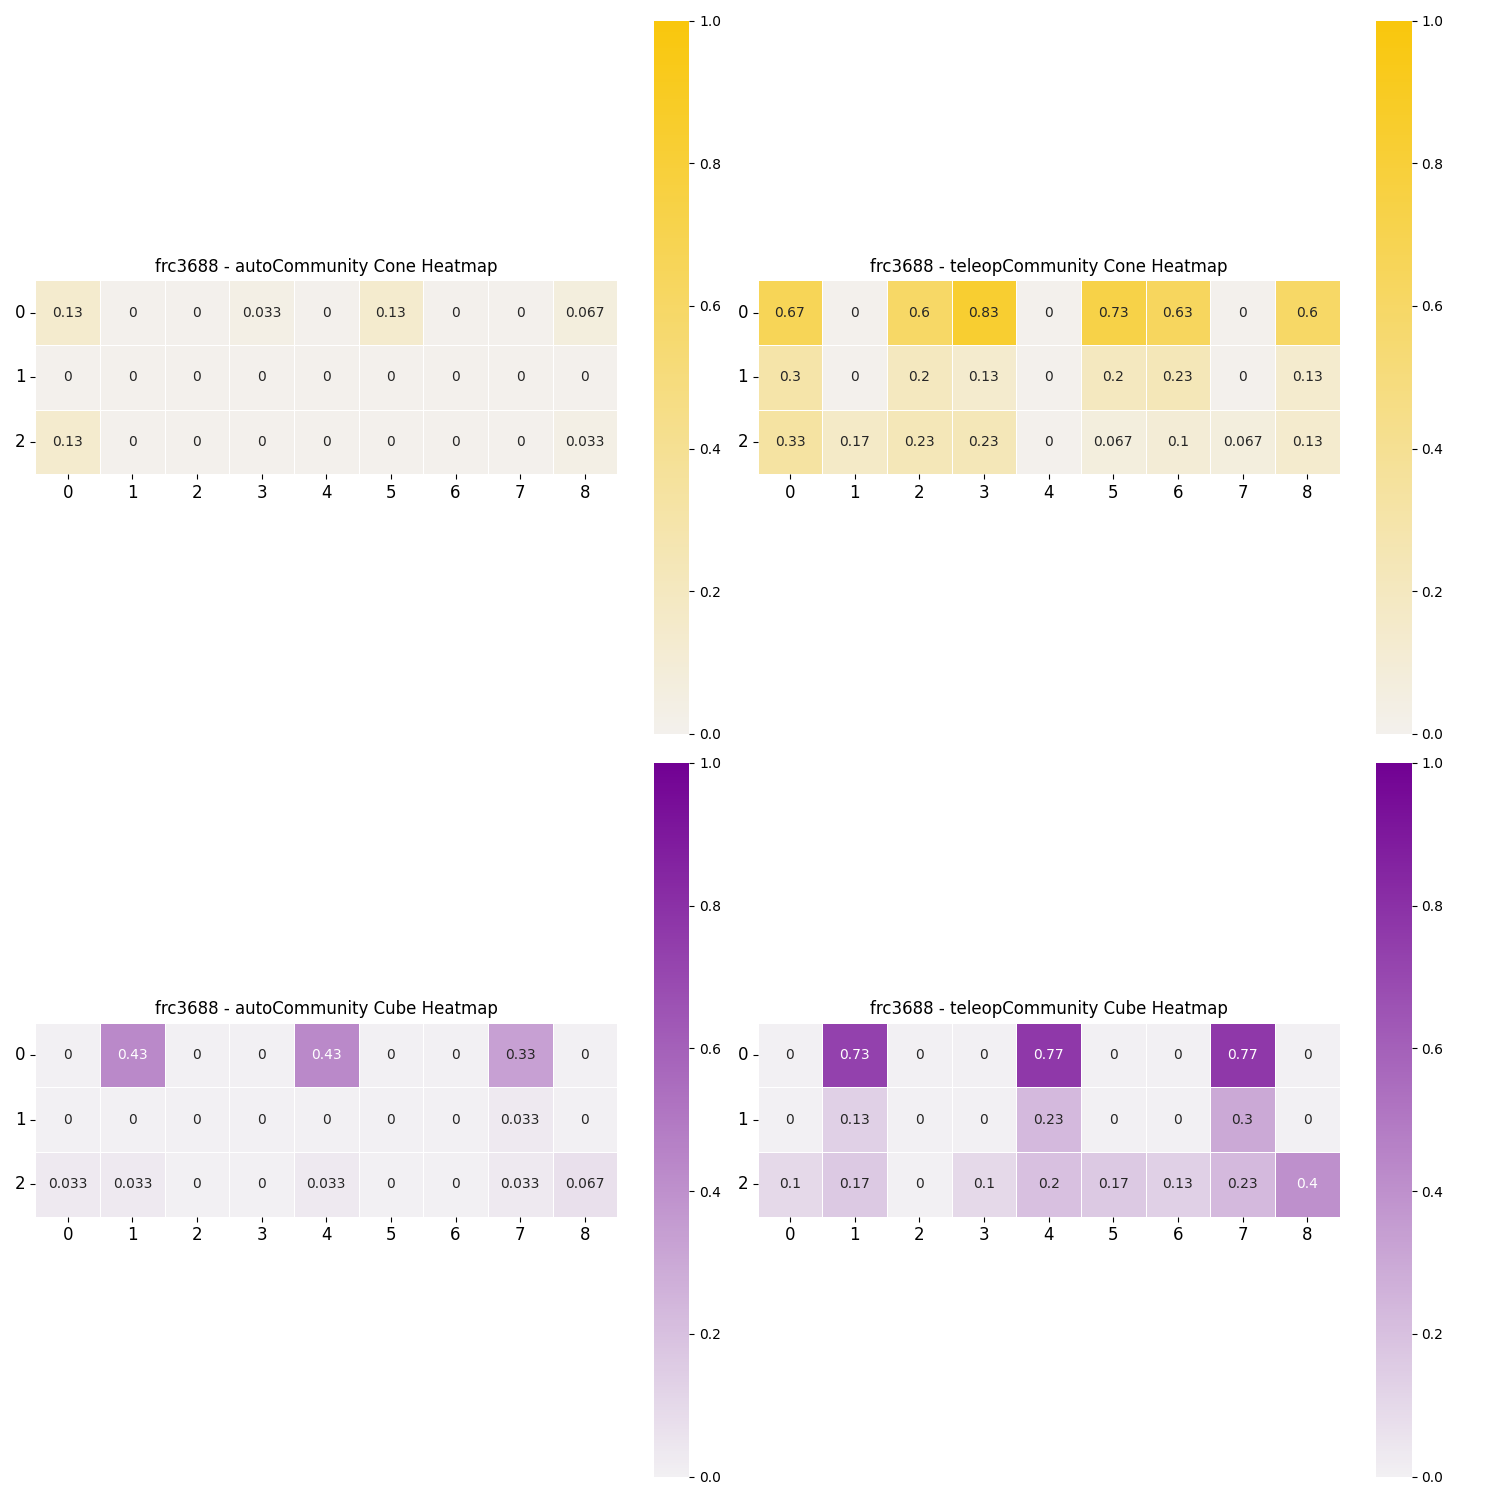 frc3688 - autoCommunity Cone Heatmap
0 0.13 0 0 0.033 0 0.13 0 0 0.067
1 0 0 0 0 0 0 0 0 0
2 0.13 0 0 0 0 0 0 0 0.033
0 1 2 3 4 5 6 7 8
1.0
0.8
0.6
0.4
0.2
0.0
frc3688 - teleopCommunity Cone Heatmap
0 0.67 0 0.6 0.83 0 0.73 0.63 0 0.6
1 0.3 0 0.2 0.13 0 0.2 0.23 0 0.13
2 0.33 0.17 0.23 0.23 0 0.067 0.1 0.067 0.13
0 1 2 3 4 5 6 7 8
1.0
0.8
0.6
0.4
0.2
0.0
frc3688 - autoCommunity Cube Heatmap
0 0 0.43 0 0 0.43 0 0 0.33 0
1 0 0 0 0 0 0 0 0.033 0
2 0.033 0.033 0 0 0.033 0 0 0.033 0.067
0 1 2 3 4 5 6 7 8
1.0
0.8
0.6
0.4
0.2
0.0
frc3688 - teleopCommunity Cube Heatmap
0 0 0.73 0 0 0.77 0 0 0.77 0
1 0 0.13 0 0 0.23 0 0 0.3 0
2 0.1 0.17 0 0.1 0.2 0.17 0.13 0.23 0.4
0 1 2 3 4 5 6 7 8
1.0
0.8
0.6
0.4
0.2
0.0